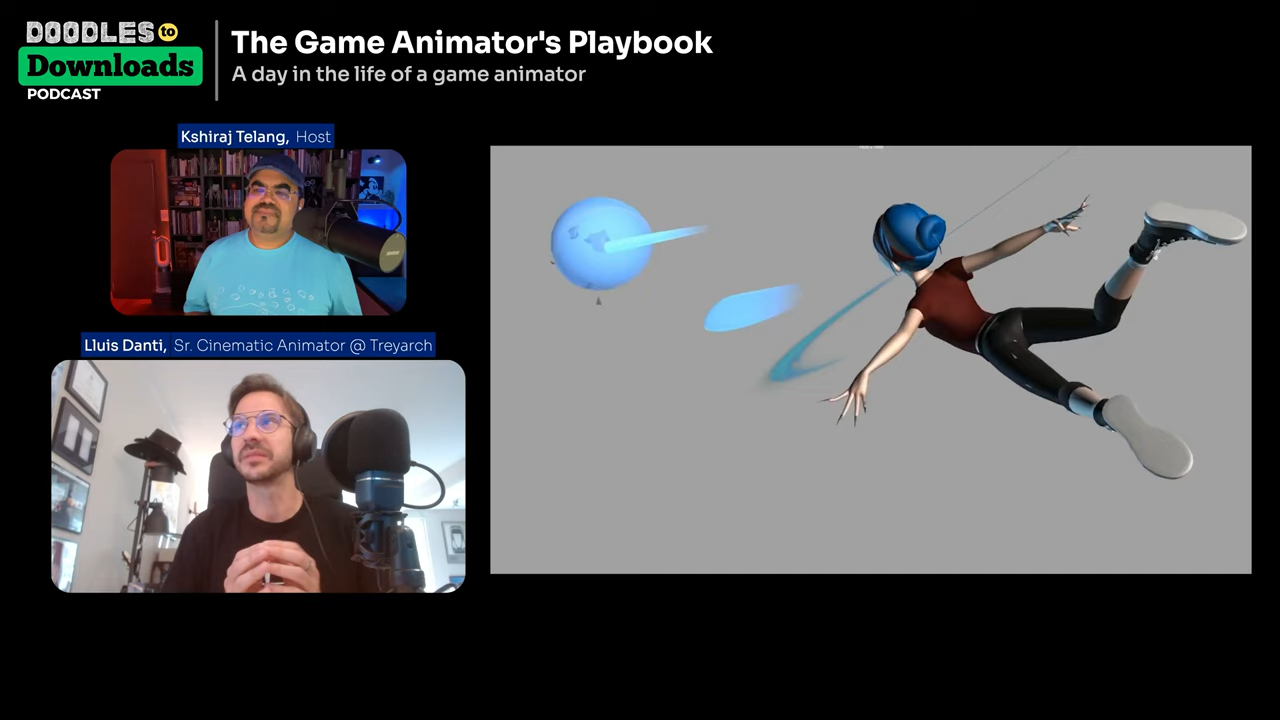 DOODLES to
Downloads
PODCAST
The Game Animator's Playbook
A day in the life of a game animator
Kshiraj Telang, Host
Lluis Danti, Sr. Cinematic Animator @ Treyarch